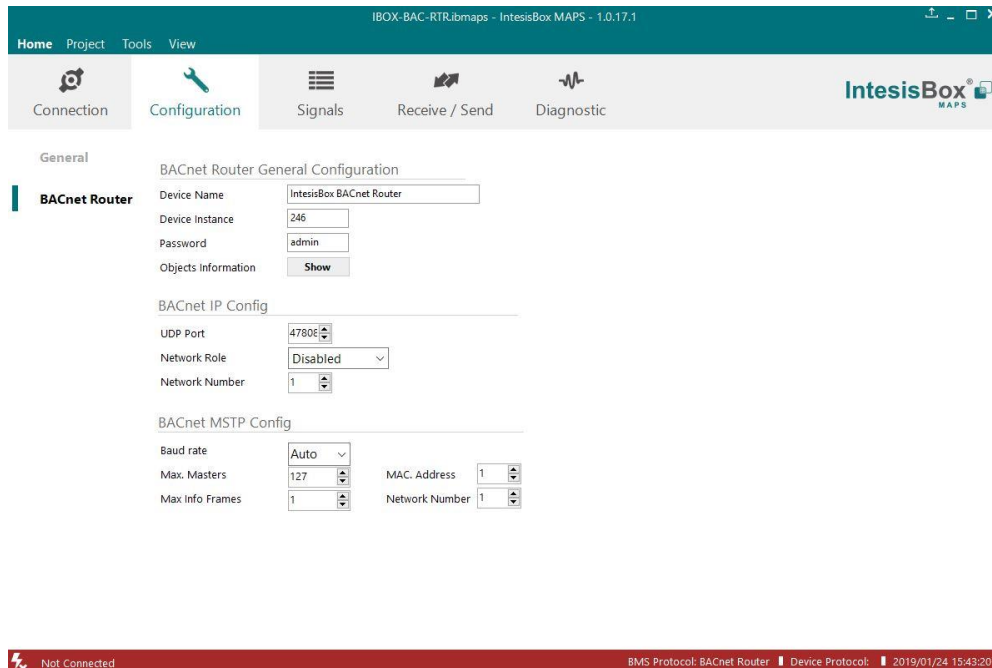 IBOX-BAC-RTR.ibmaps - IntesisBox MAPS - 1.0.17.1
Home Project Tools View
Connection Configuration Signals Receive / Send Diagnostic
IntesisBox®
MAPS
General
BACnet Router
BACnet Router General Configuration
Device Name IntesisBox BACnet Router
Device Instance 246
Password admin
Objects Information Show
BACnet IP Config
UDP Port 47808
Network Role Disabled
Network Number 1
BACnet MSTP Config
Baud rate Auto
Max. Masters 127 MAC. Address 1
Max Info Frames 1 Network Number 1
Not Connected BMS Protocol: BACnet Router Device Protocol: 2019/01/24 15:43:20